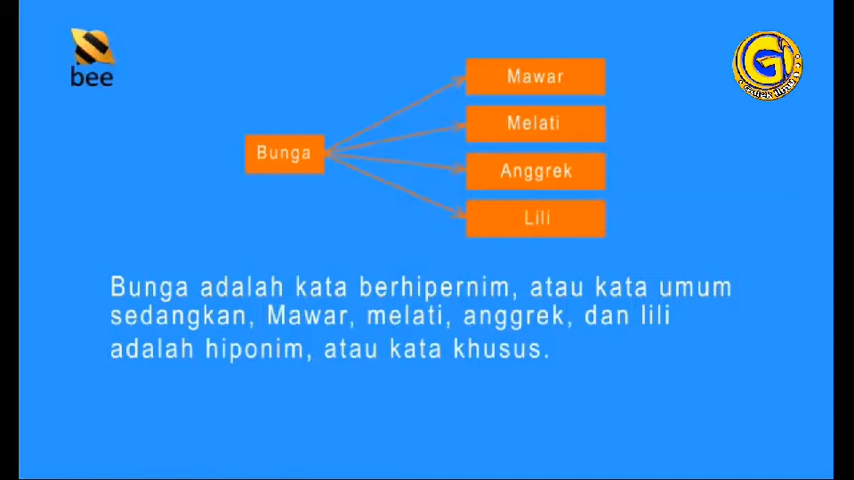 bee
Mawar
Melati
Bunga
Anggrek
Lili
Bunga adalah kata berhipernim, atau kata umum
sedangkan, Mawar, melati, anggrek, dan lili
adalah hiponim, atau kata khusus.